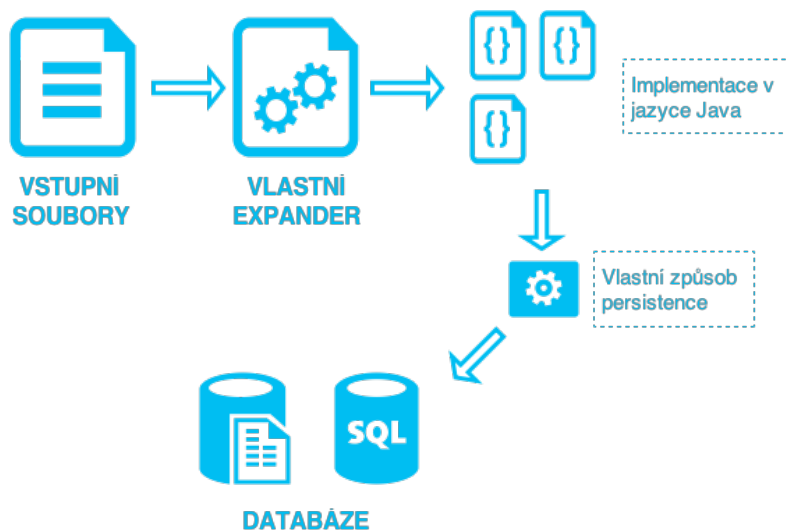 {}
{}
{}
Implementace v
jazyce Java
VSTUPNÍ
SOUBORY
VLASTNÍ
EXPANDER
Vlastní způsob
persistence
SQL
DATABÁZE